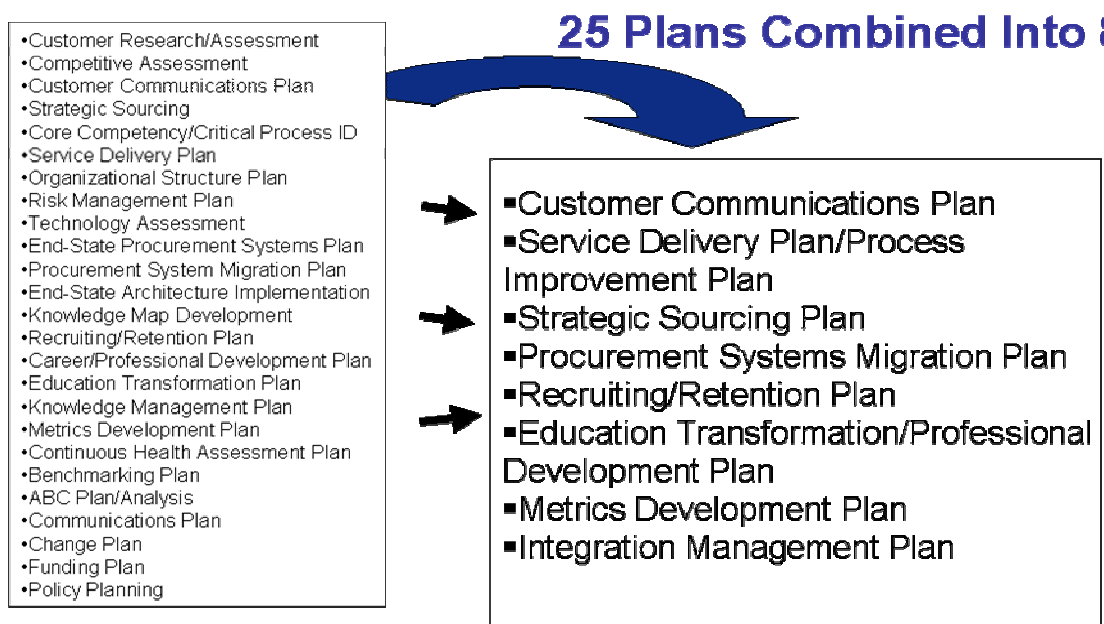 25 Plans Combined Into 8
•Customer Research/Assessment
•Competitive Assessment
•Customer Communications Plan
•Strategic Sourcing
•Core Competency/Critical Process ID
•Service Delivery Plan
•Organizational Structure Plan
•Risk Management Plan
•Technology Assessment
•End-State Procurement Systems Plan
•Procurement System Migration Plan
•End-State Architecture Implementation
•Knowledge Map Development
•Recruiting/Retention Plan
•Career/Professional Development Plan
•Education Transformation Plan
•Knowledge Management Plan
•Metrics Development Plan
•Continuous Health Assessment Plan
•Benchmarking Plan
•ABC Plan/Analysis
•Communications Plan
•Change Plan
•Funding Plan
•Policy Planning
▪Customer Communications Plan
▪Service Delivery Plan/Process
Improvement Plan
▪Strategic Sourcing Plan
▪Procurement Systems Migration Plan
▪Recruiting/Retention Plan
▪Education Transformation/Professional
Development Plan
▪Metrics Development Plan
▪Integration Management Plan